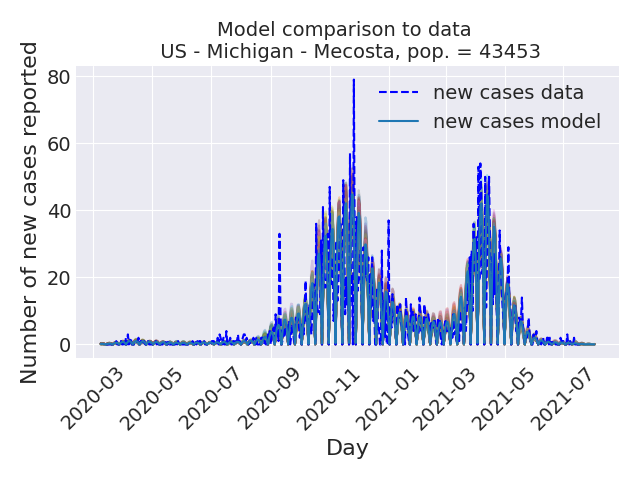 Model comparison to data
US - Michigan - Mecosta, pop. = 43453
Number of new cases reported
80
60
40
20
0
new cases data
new cases model
2020-03
2020-05
2020-07
2020-09
2020-11
2021-01
2021-03
2021-05
2021-07
Day